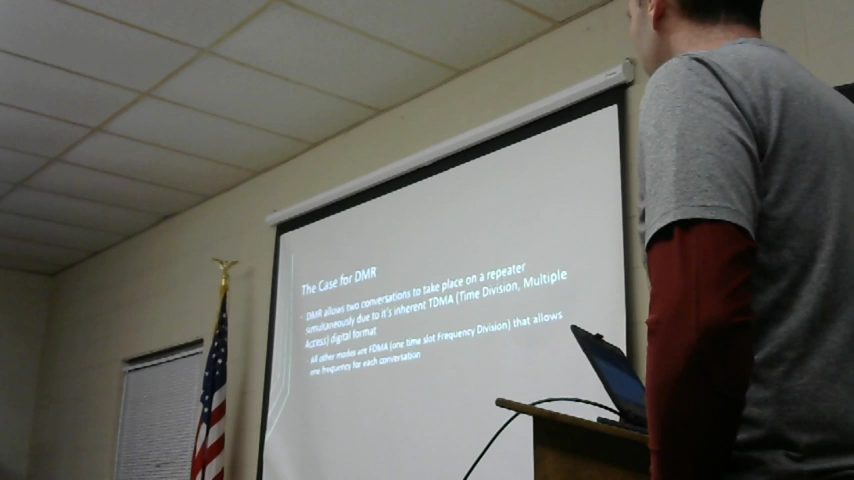 The Case for DMR
DMR allows two conversations to take place on a repeater
simultaneously due to it's inherent TDMA (Time Division, Multiple
Access) digital format
All other modes are FDMA (one time slot Frequency Division) that allows
one frequency for each conversation